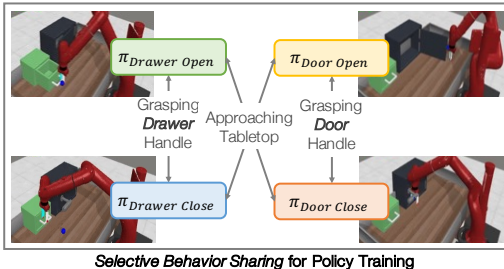 π Drawer Open
π Door Open
Grasping
Drawer
Handle
Approaching
Tabletop
Grasping
Door
Handle
π Drawer Close
π Door Close
Selective Behavior Sharing for Policy Training